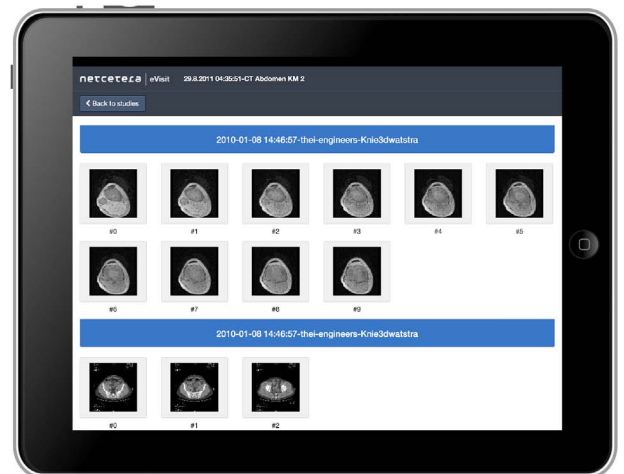 netcetera eVisit 29.8.2011 04:35:51-CT Abdomen KM 2
Back to studies
2010-01-08 14:46:57-thei-engineers-Knie3dwatstra
#0 #1 #2 #3 #4 #5
#6 #7 #8 #9
2010-01-08 14:46:57-thei-engineers-Knie3dwatstra
#0 #1 #2